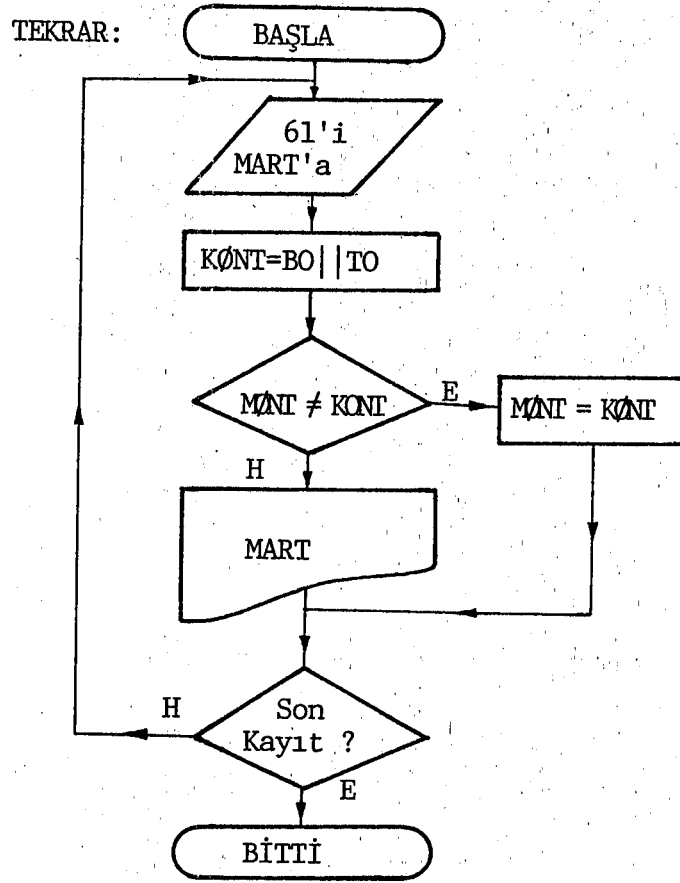 TEKRAR:
BAŞLA
61'i
MART'a
KØNT=BO||TO
MØNT ≠ KONT
E
MØNT = KØNT
H
MART
H
Son
Kayıt ?
E
BİTTİ